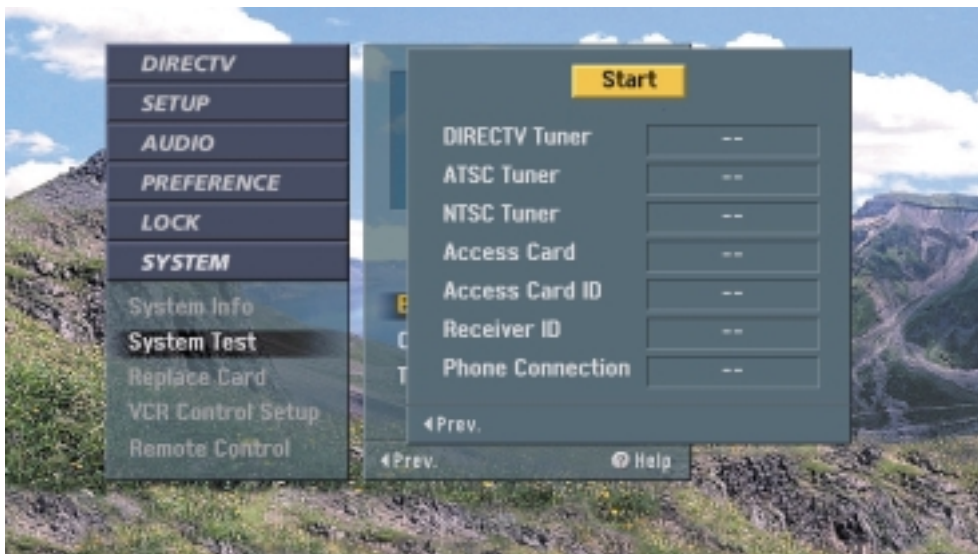 DIRECTV
SETUP
AUDIO
PREFERENCE
LOCK
SYSTEM
System Info
System Test
Replace Card
VCR Control Setup
Remote Control
Start
DIRECTV Tuner --
ATSC Tuner --
NTSC Tuner --
Access Card --
Access Card ID --
Receiver ID --
Phone Connection --
Prev.
Prev.
Help